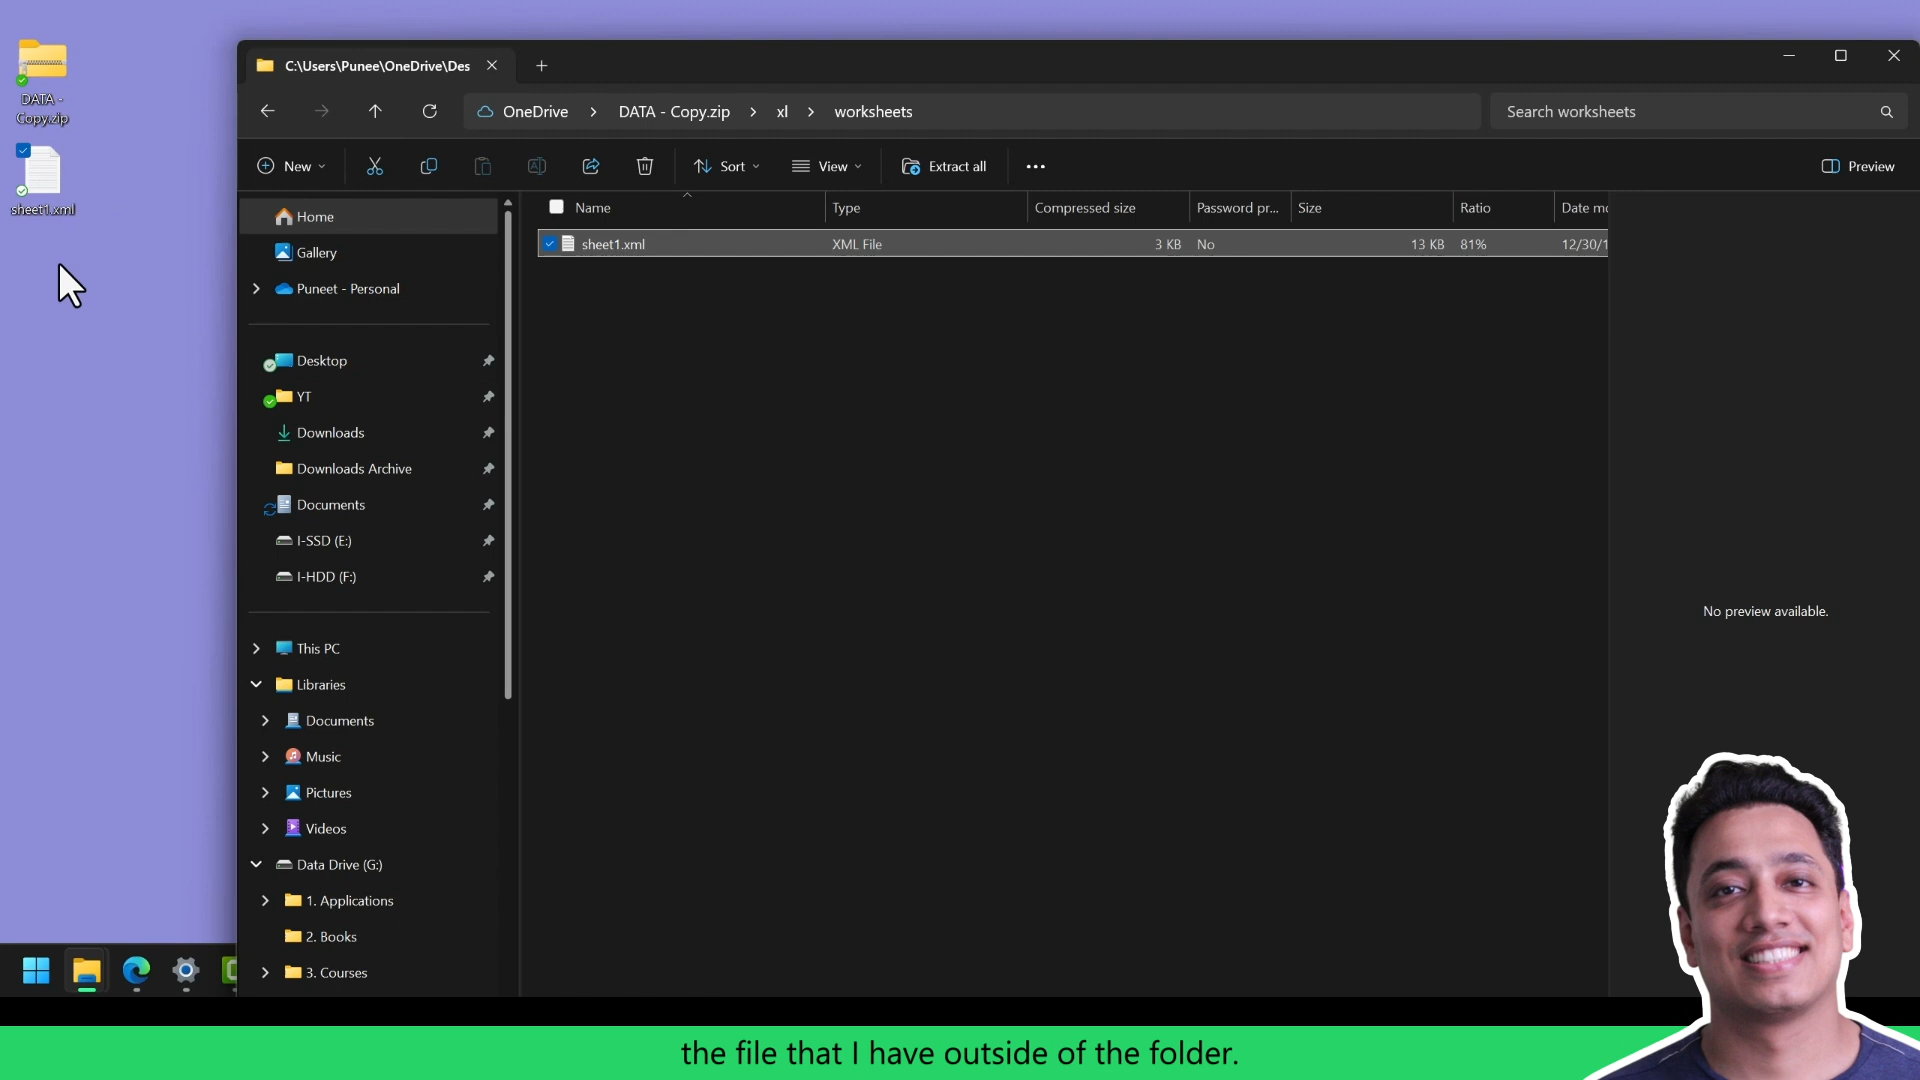 DATA -
Copy.zip
sheet1.xml
C:\Users\Punee\OneDrive\Des
OneDrive > DATA - Copy.zip > xl > worksheets
Search worksheets
New
Sort
View
Extract all
Preview
Home
Gallery
Puneet - Personal
Desktop
YT
Downloads
Downloads Archive
Documents
I-SSD (E:)
I-HDD (F:)
This PC
Libraries
Documents
Music
Pictures
Videos
Data Drive (G:)
1. Applications
2. Books
3. Courses
Name Type Compressed size Password pr... Size Ratio Date mo
sheet1.xml XML File 3 KB No 13 KB 81% 12/30/1
No preview available.
the file that I have outside of the folder.